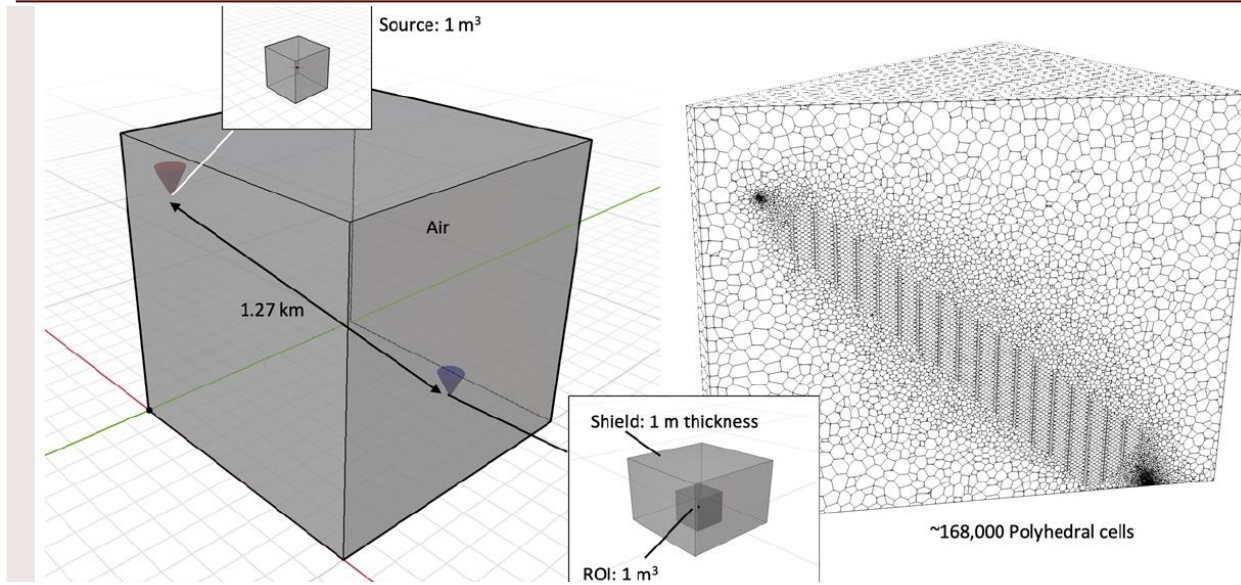 Source: 1 m³
Air
1.27 km
Shield: 1 m thickness
ROI: 1 m³
~168,000 Polyhedral cells